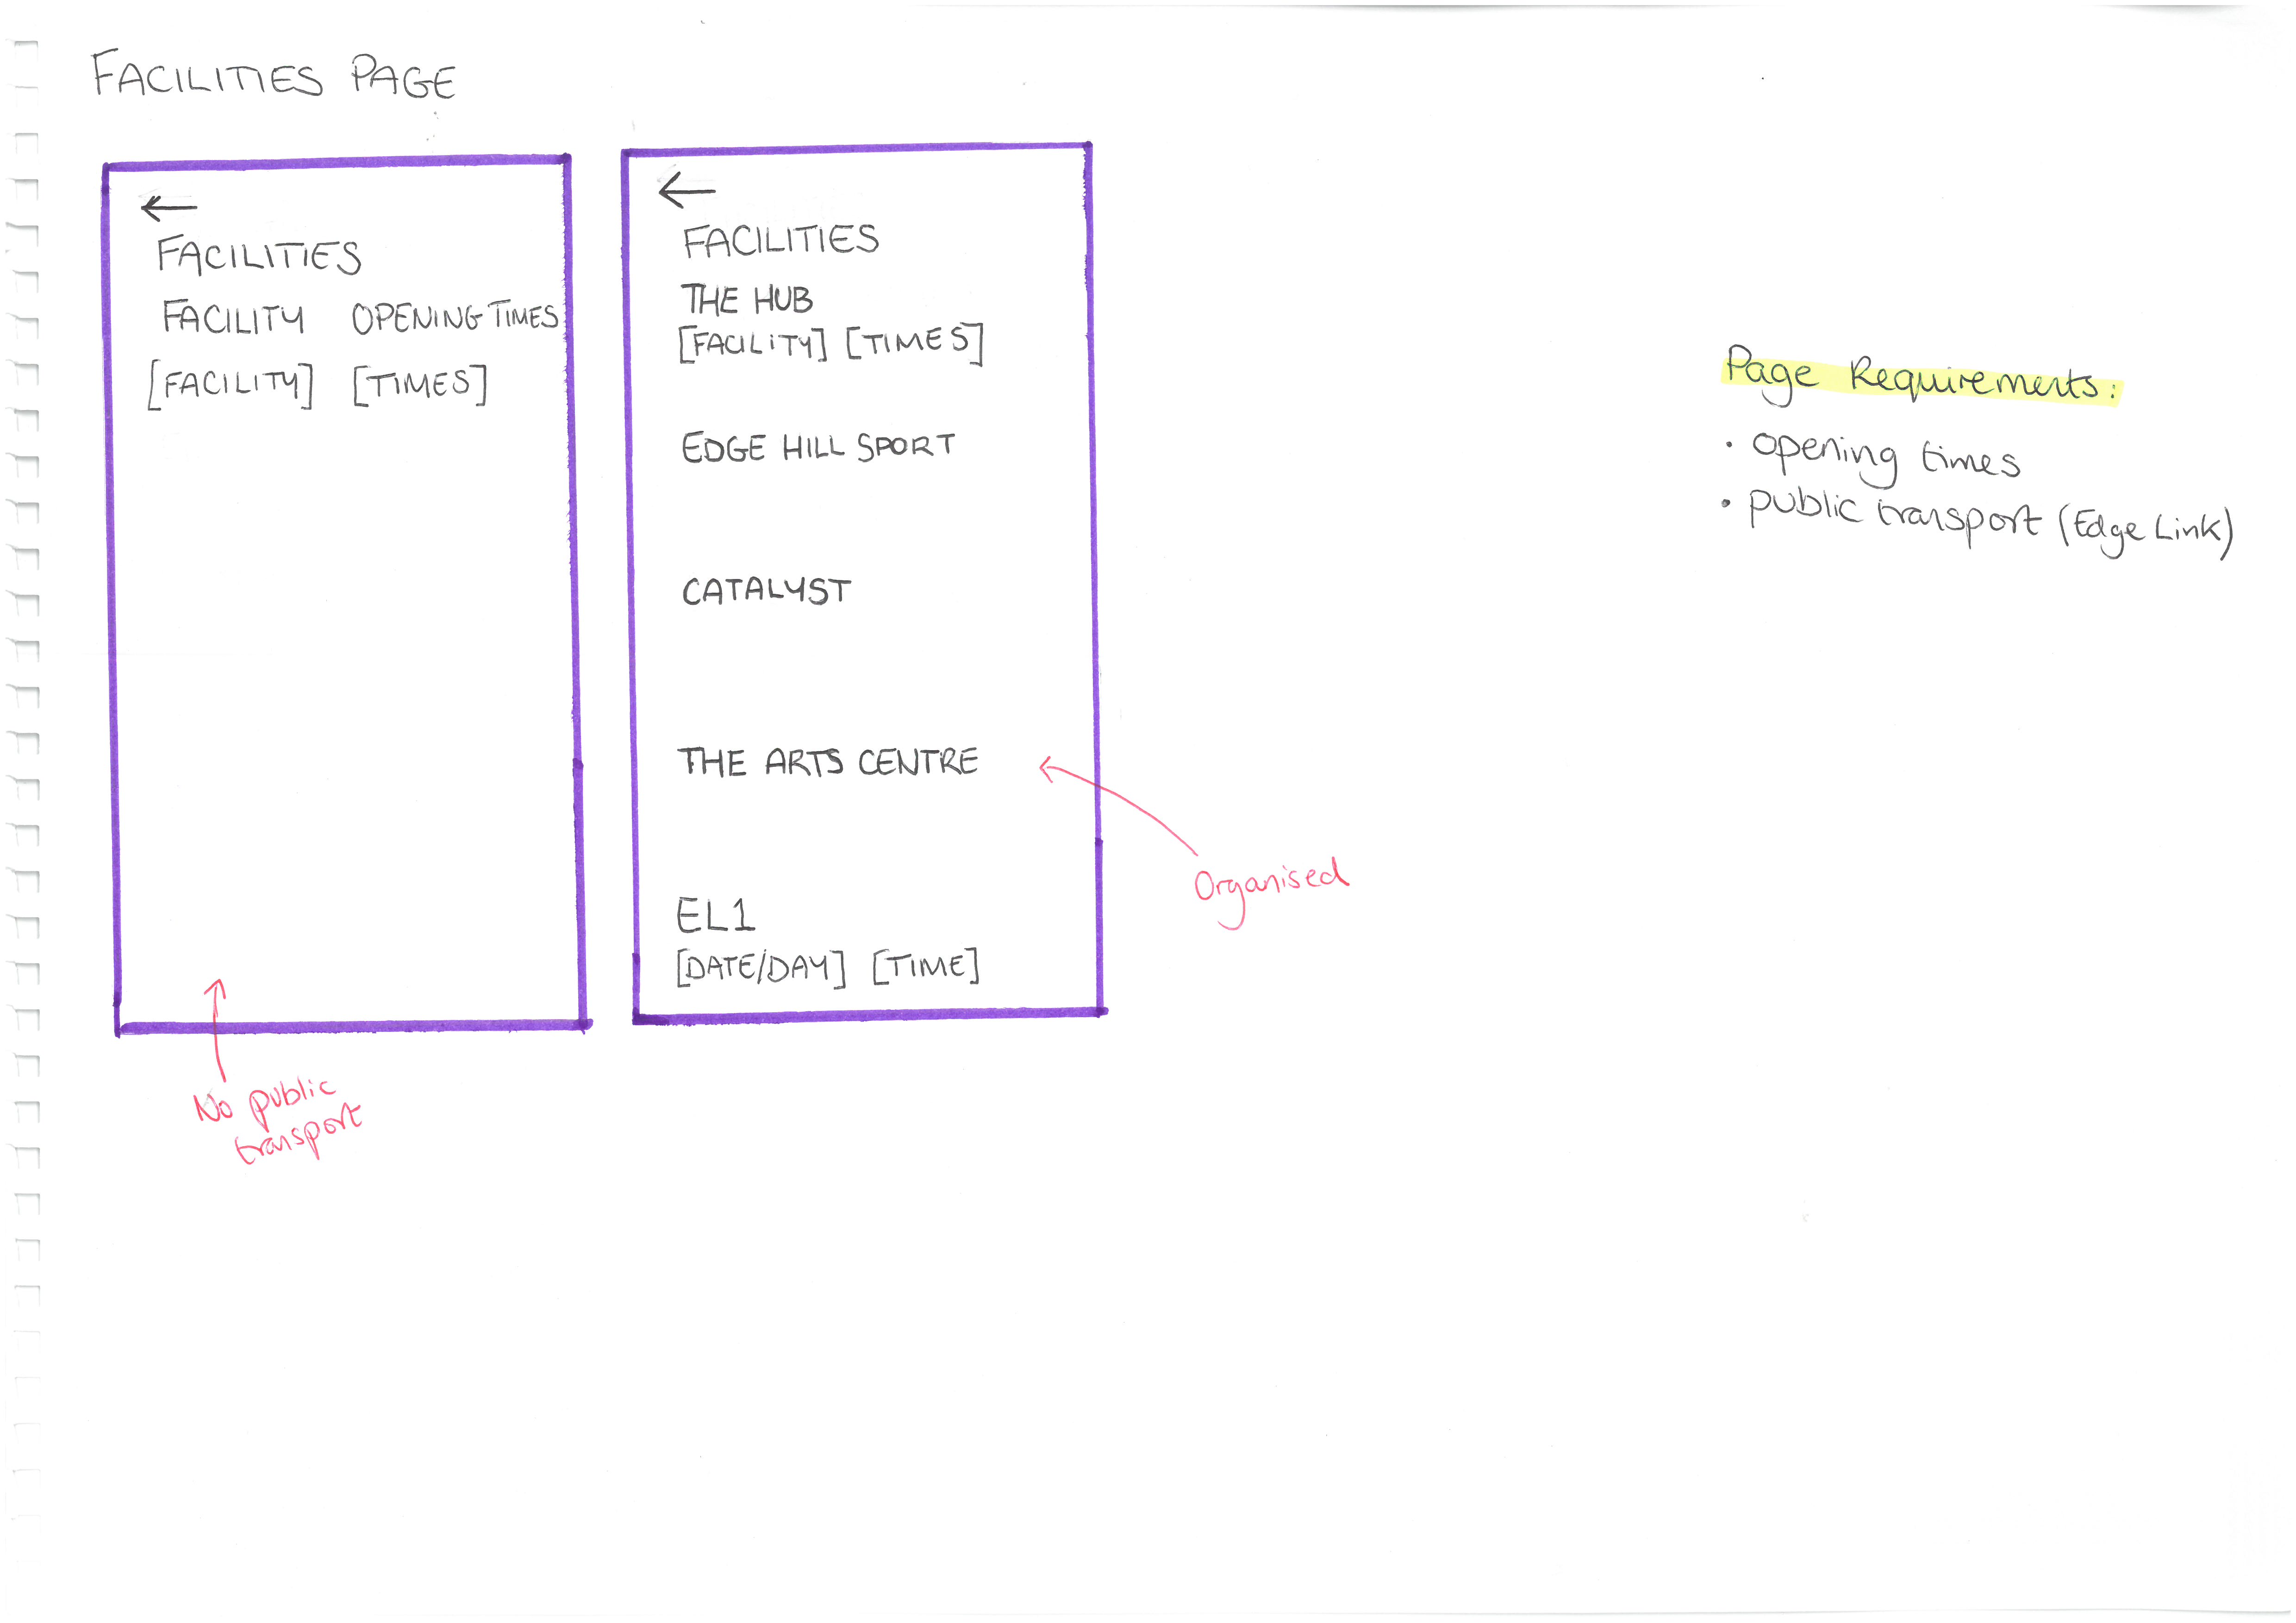 FACILITIES PAGE
←
FACILITIES
FACILITY OPENING TIMES
[FACILITY] [TIMES]
No public
transport
←
FACILITIES
THE HUB
[FACILITY] [TIMES]
EDGE HILL SPORT
CATALYST
THE ARTS CENTRE
EL1
[DATE/DAY] [TIME]
Organised
Page Requirements:
• opening times
• public transport (Edge Link)